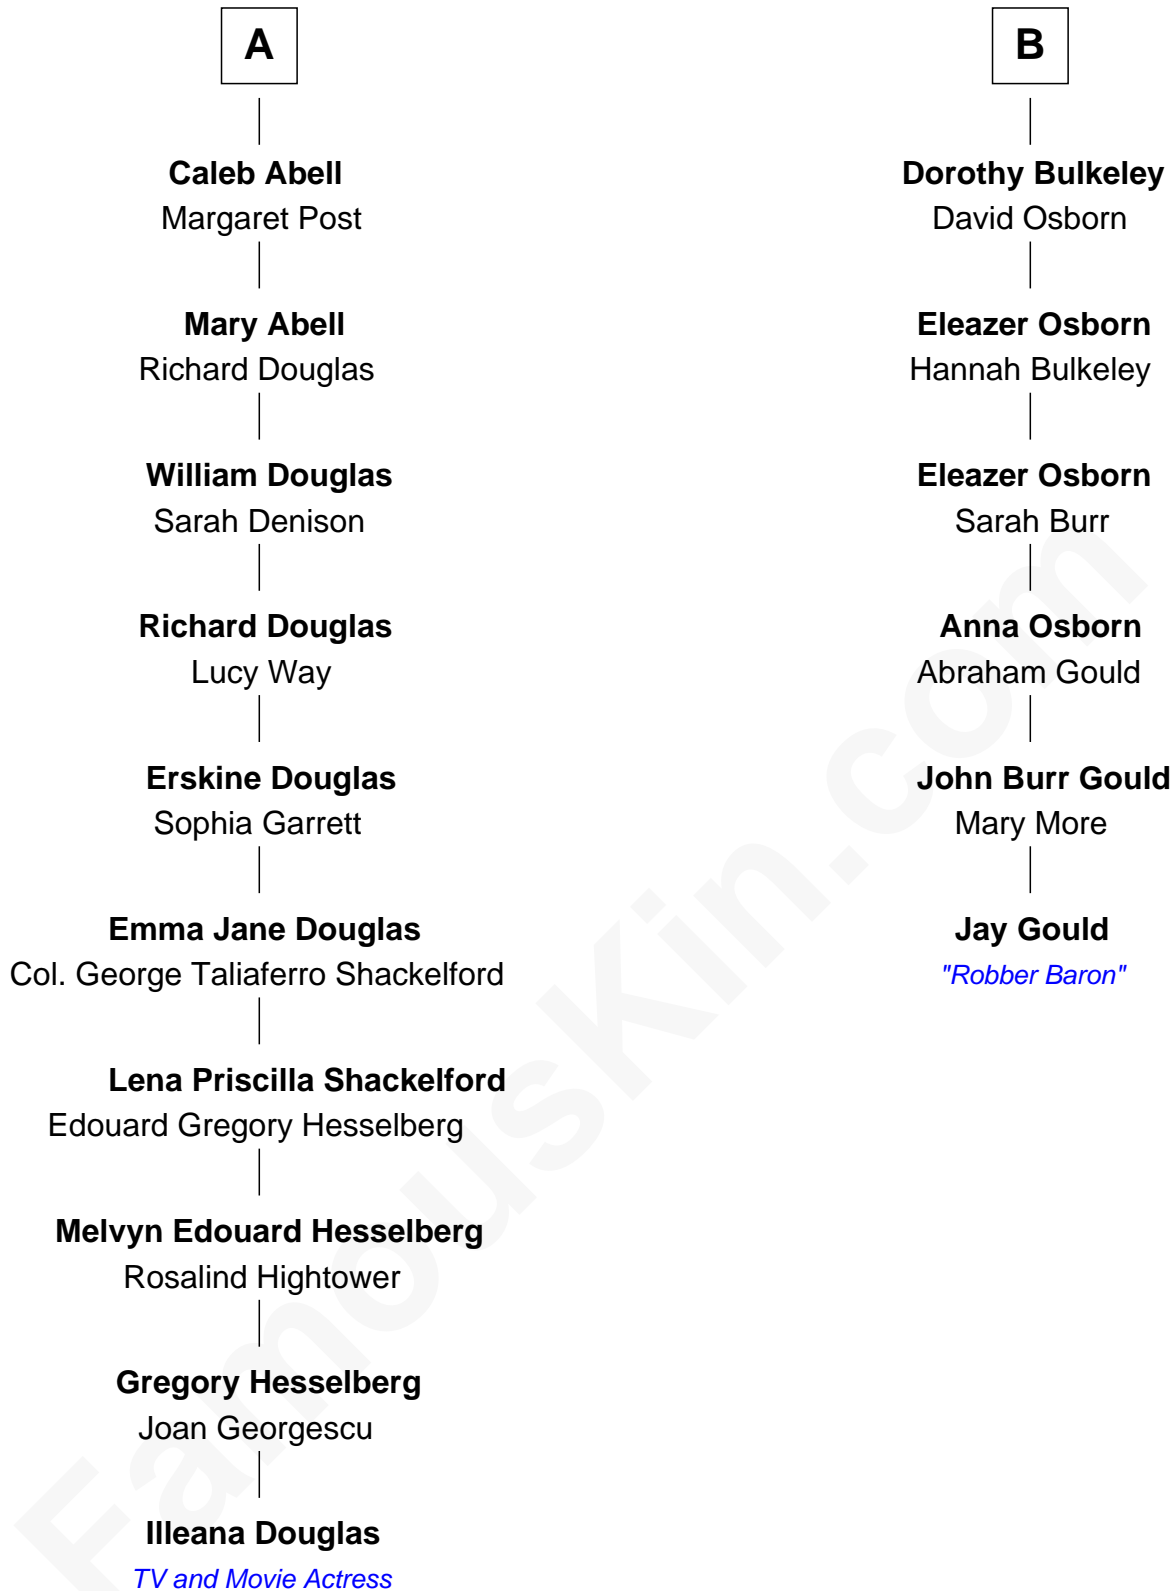 A
Caleb Abell
Margaret Post
Mary Abell
Richard Douglas
William Douglas
Sarah Denison
Richard Douglas
Lucy Way
Erskine Douglas
Sophia Garrett
Emma Jane Douglas
Col. George Taliaferro Shackelford
Lena Priscilla Shackelford
Edouard Gregory Hesselberg
Melvyn Edouard Hesselberg
Rosalind Hightower
Gregory Hesselberg
Joan Georgescu
Illeana Douglas
TV and Movie Actress
B
Dorothy Bulkeley
David Osborn
Eleazer Osborn
Hannah Bulkeley
Eleazer Osborn
Sarah Burr
Anna Osborn
Abraham Gould
John Burr Gould
Mary More
Jay Gould
"Robber Baron"
FamousKin.com